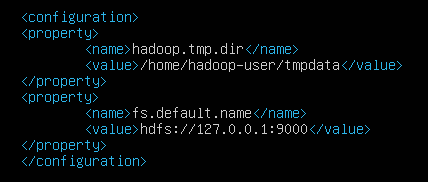 <configuration>
<property>
        <name>hadoop.tmp.dir</name>
        <value>/home/hadoop-user/tmpdata</value>
</property>
<property>
        <name>fs.default.name</name>
        <value>hdfs://127.0.0.1:9000</value>
</property>
</configuration>